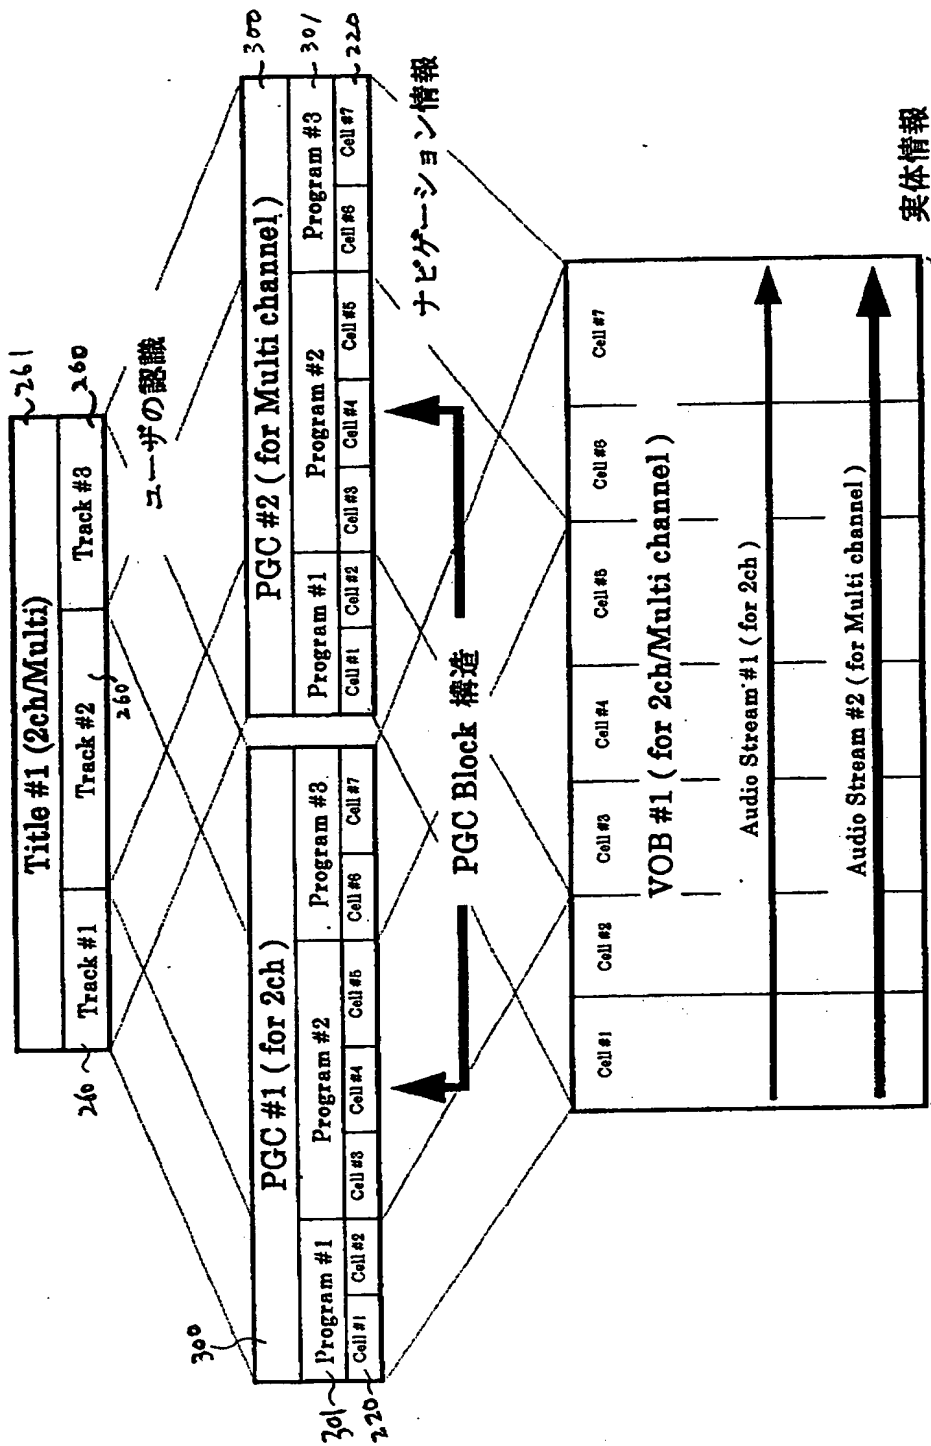 261
Title #1 (2ch/Multi)
260
Track #1
Track #2
Track #3
260
260
ユーザの認識
300
PGC #1 ( for 2ch )
301
Program #1
Program #2
Program #3
220
Cell #1
Cell #2
Cell #3
Cell #4
Cell #5
Cell #6
Cell #7
300
PGC #2 ( for Multi channel )
301
Program #1
Program #2
Program #3
220
Cell #1
Cell #2
Cell #3
Cell #4
Cell #5
Cell #6
Cell #7
ナビゲーション情報
PGC Block 構造
Cell #1
Cell #2
Cell #3
Cell #4
Cell #5
Cell #6
Cell #7
VOB #1 ( for 2ch/Multi channel )
Audio Stream #1 ( for 2ch )
Audio Stream #2 ( for Multi channel )
実体情報